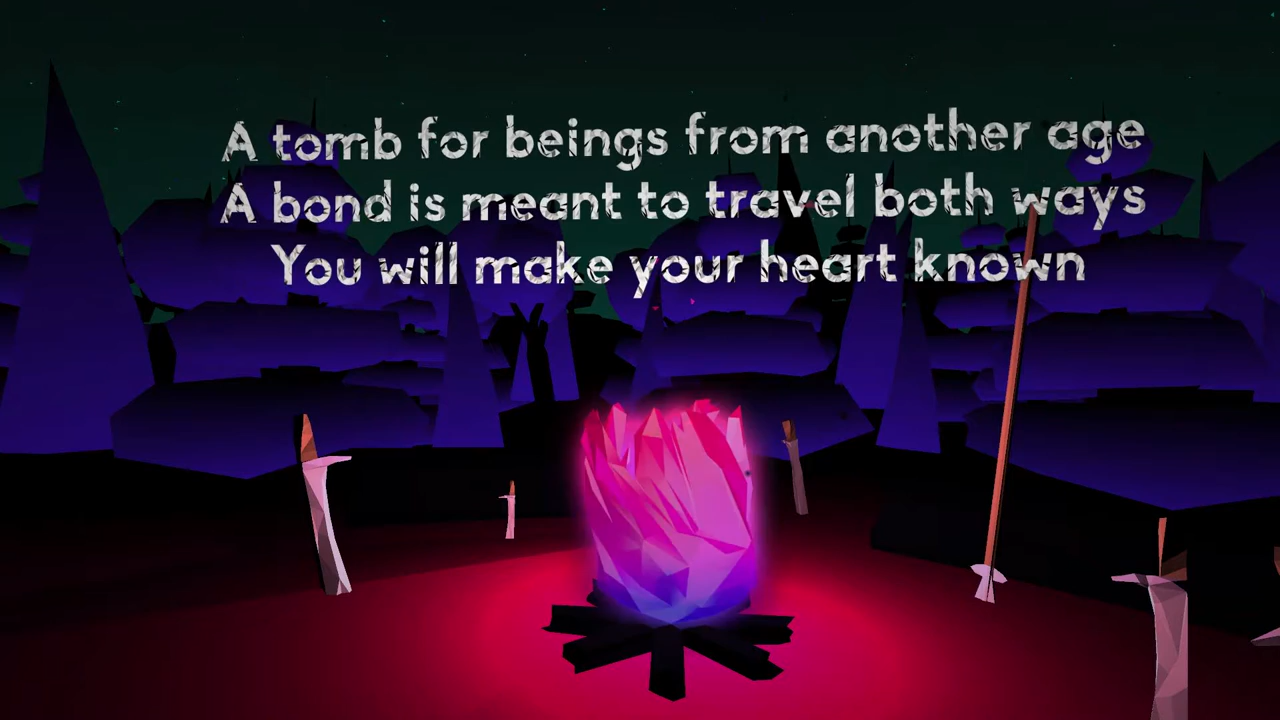 A tomb for beings from another age
A bond is meant to travel both ways
You will make your heart known